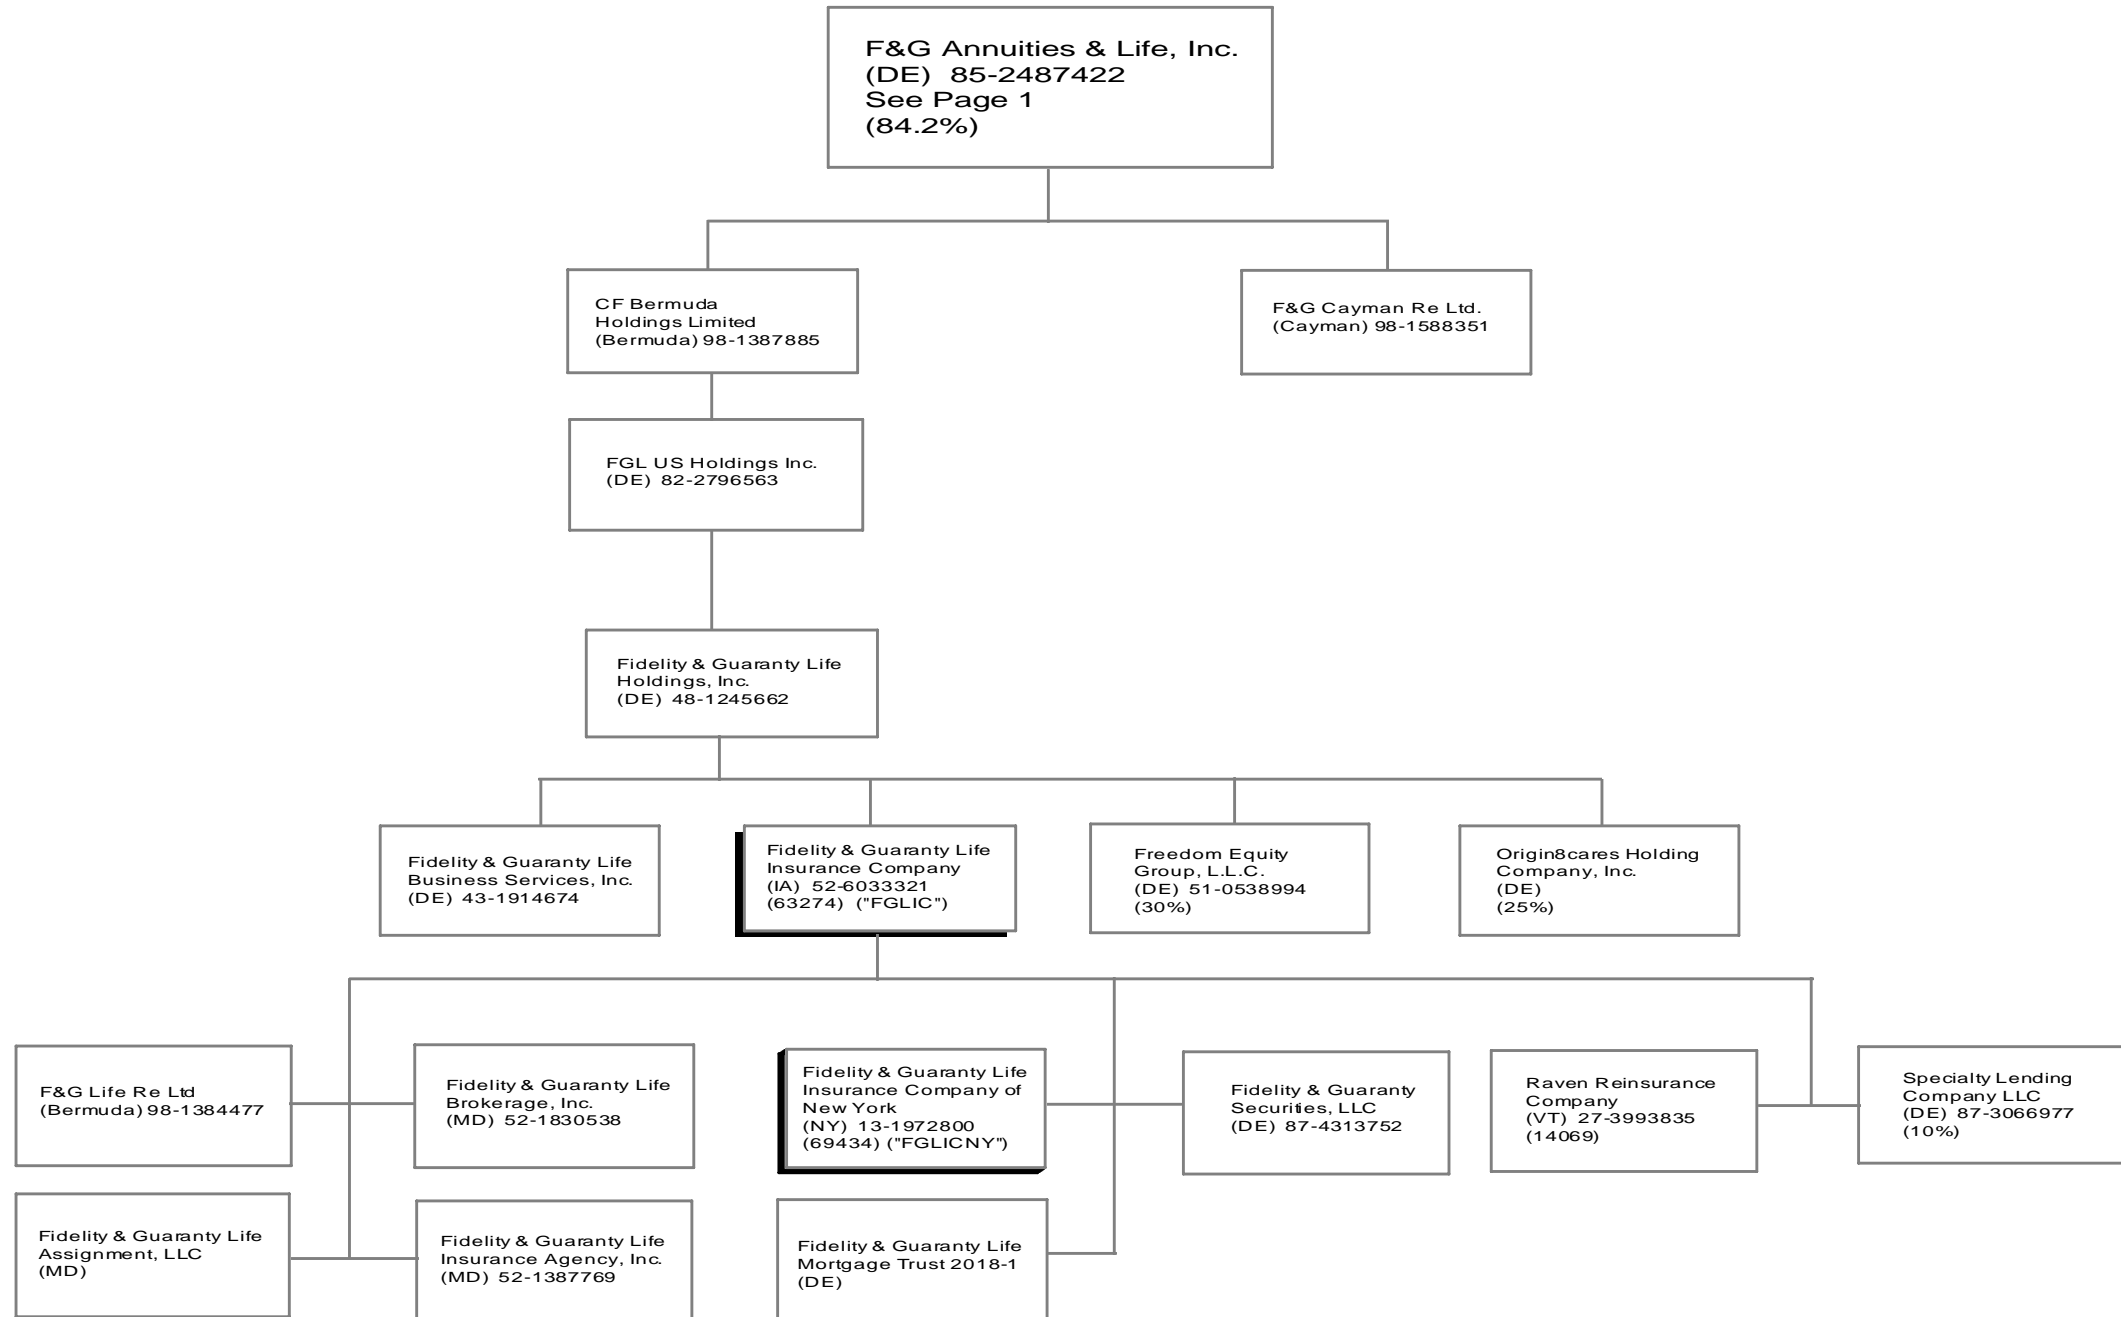 F&G Annuities & Life, Inc.
(DE) 85-2487422
See Page 1
(84.2%)
CF Bermuda
Holdings Limited
(Bermuda) 98-1387885
F&G Cayman Re Ltd.
(Cayman) 98-1588351
FGL US Holdings Inc.
(DE) 82-2796563
Fidelity & Guaranty Life
Holdings, Inc.
(DE) 48-1245662
Fidelity & Guaranty Life
Business Services, Inc.
(DE) 43-1914674
Fidelity & Guaranty Life
Insurance Company
(IA) 52-6033321
(63274) ("FGLIC")
Freedom Equity
Group, L.L.C.
(DE) 51-0538994
(30%)
Origin8cares Holding
Company, Inc.
(DE)
(25%)
F&G Life Re Ltd
(Bermuda) 98-1384477
Fidelity & Guaranty Life
Brokerage, Inc.
(MD) 52-1830538
Fidelity & Guaranty Life
Insurance Company of
New York
(NY) 13-1972800
(69434) ("FGLICNY")
Fidelity & Guaranty
Securities, LLC
(DE) 87-4313752
Raven Reinsurance
Company
(VT) 27-3993835
(14069)
Specialty Lending
Company LLC
(DE) 87-3066977
(10%)
Fidelity & Guaranty Life
Assignment, LLC
(MD)
Fidelity & Guaranty Life
Insurance Agency, Inc.
(MD) 52-1387769
Fidelity & Guaranty Life
Mortgage Trust 2018-1
(DE)